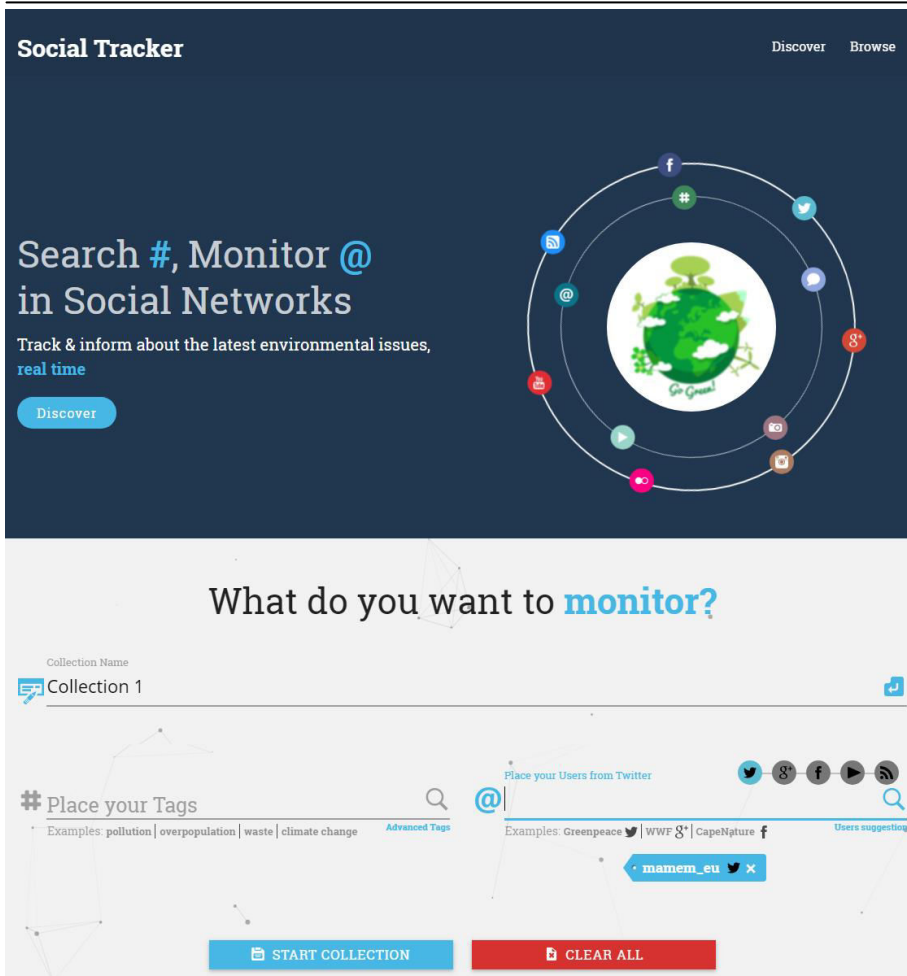 Social Tracker
Discover Browse
Search #, Monitor @
in Social Networks
Track & inform about the latest environmental issues,
real time
Discover
Go Green!
What do you want to monitor?
Collection Name
Collection 1
Place your Users from Twitter
# Place your Tags
@
Examples: pollution | overpopulation | waste | climate change
Advanced Tags
Examples: Greenpeace | WWF | CapeNature
Users suggestion
mamem_eu ×
START COLLECTION
CLEAR ALL